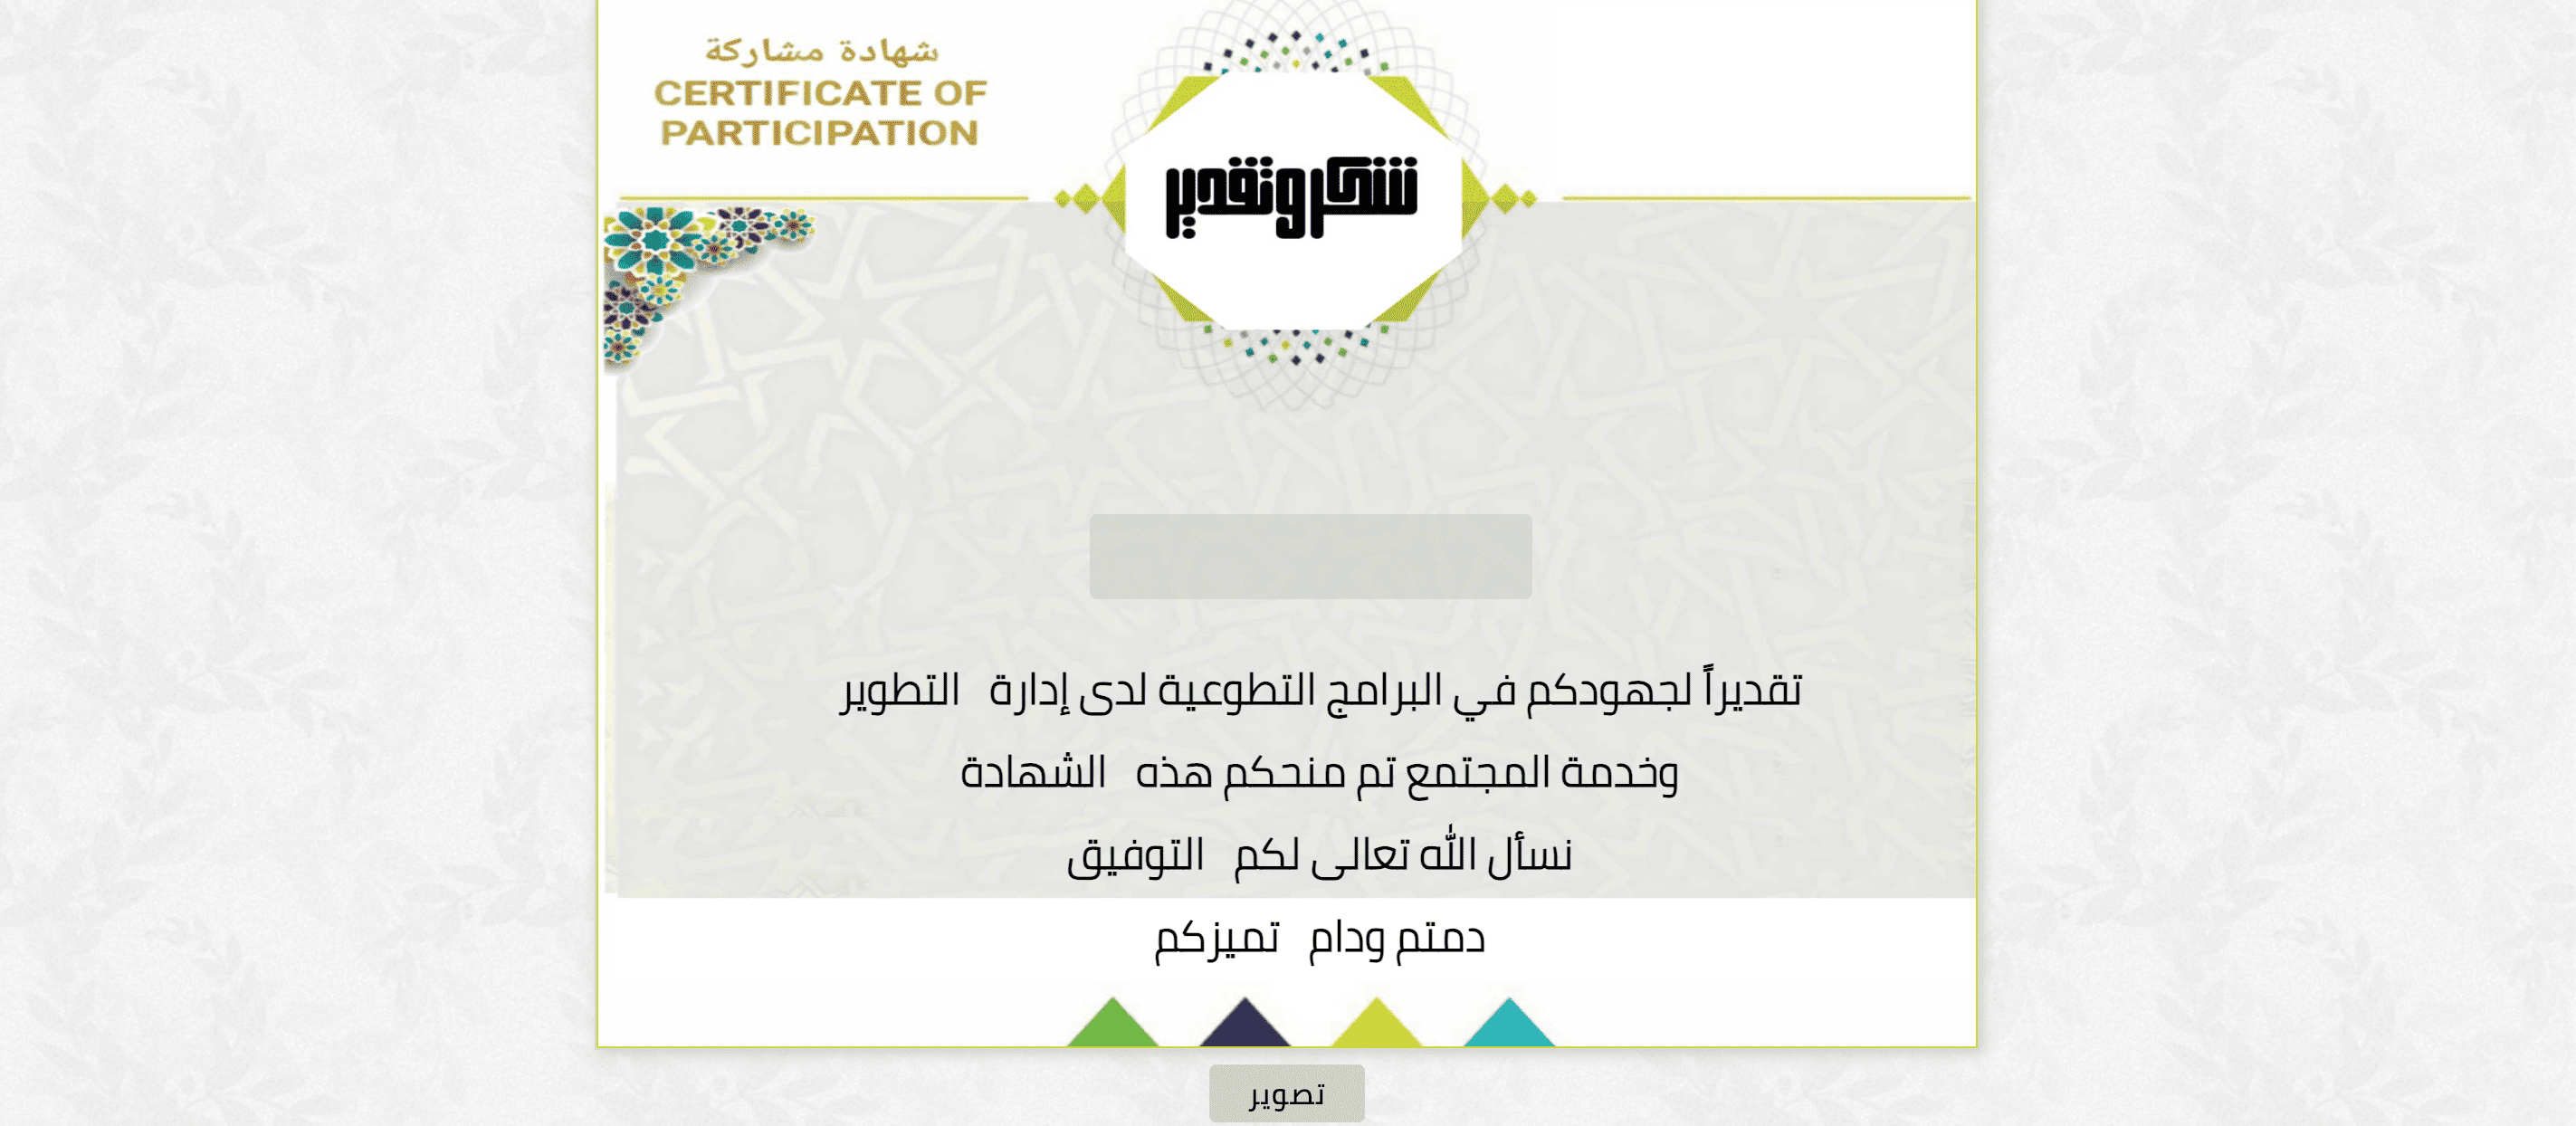 شهادة مشاركة
CERTIFICATE OF
PARTICIPATION
شكر وتقدير
تقديراً لجهودكم في البرامج التطوعية لدى إدارة التطوير
وخدمة المجتمع تم منحكم هذه الشهادة
نسأل الله تعالى لكم التوفيق
دمتم ودام تميزكم
تصوير